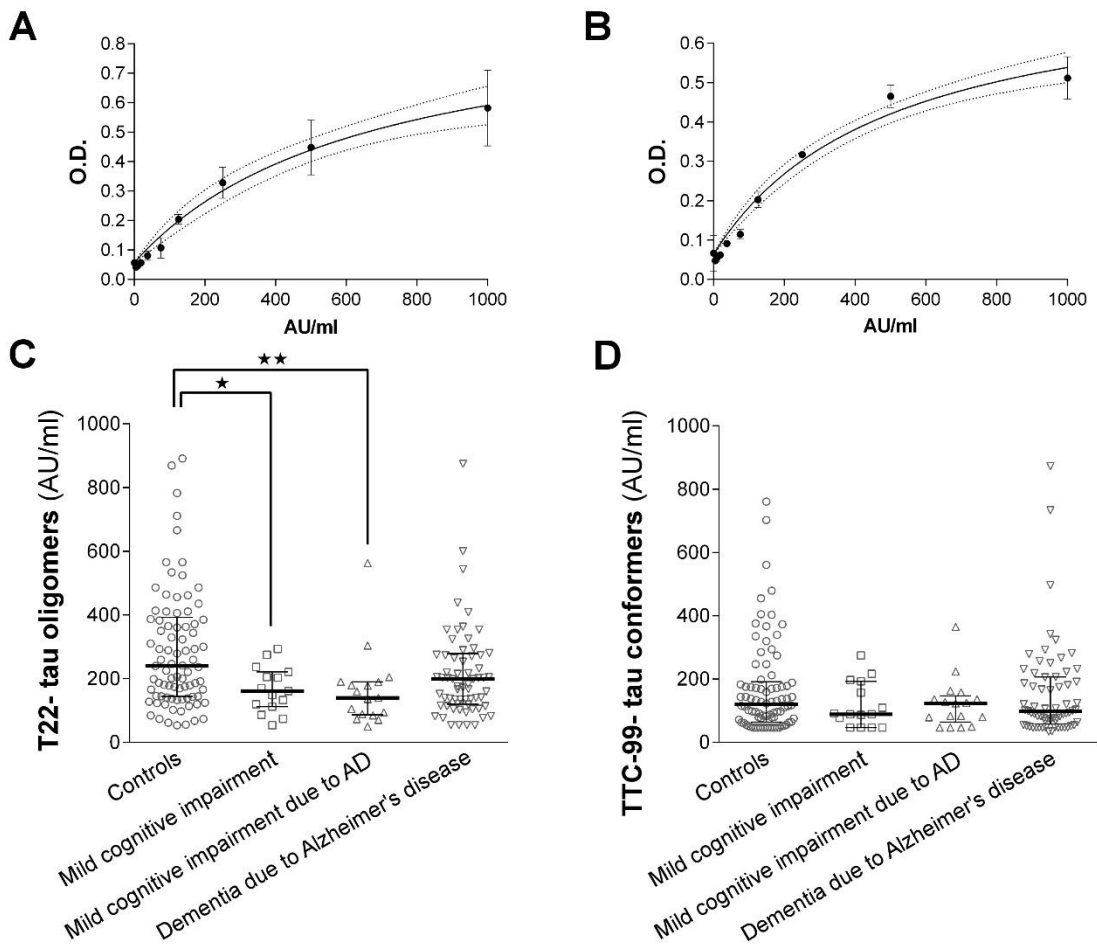 A
O.D.
0.8
0.7
0.6
0.5
0.4
0.3
0.2
0.1
0.0
0 200 400 600 800 1000
AU/ml
B
O.D.
0.6
0.5
0.4
0.3
0.2
0.1
0.0
0 200 400 600 800 1000
AU/ml
C
★★
★
T22- tau oligomers (AU/ml)
1000
800
600
400
200
0
Controls
Mild cognitive impairment
Mild cognitive impairment due to AD
Dementia due to Alzheimer's disease
D
TTC-99- tau conformers (AU/ml)
1000
800
600
400
200
0
Controls
Mild cognitive impairment
Mild cognitive impairment due to AD
Dementia due to Alzheimer's disease